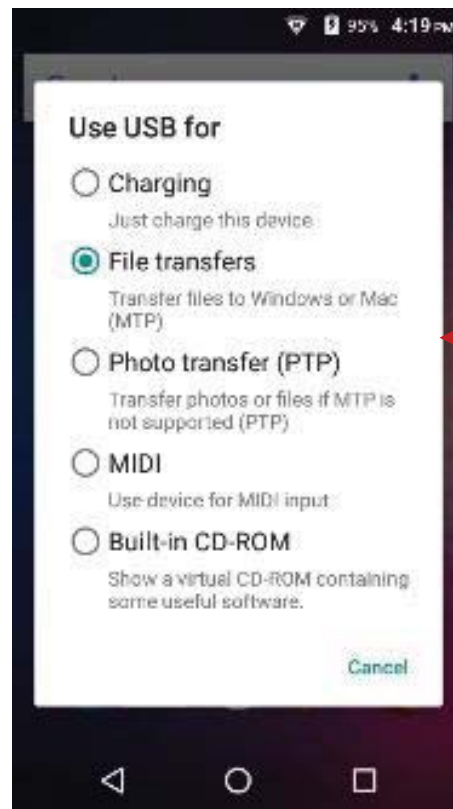 95% 4:19 PM
Use USB for
Charging
Just charge this device
File transfers
Transfer files to Windows or Mac
(MTP)
Photo transfer (PTP)
Transfer photos or files if MTP is
not supported (PTP)
MIDI
Use device for MIDI input
Built-in CD-ROM
Show a virtual CD-ROM containing
some useful software.
Cancel